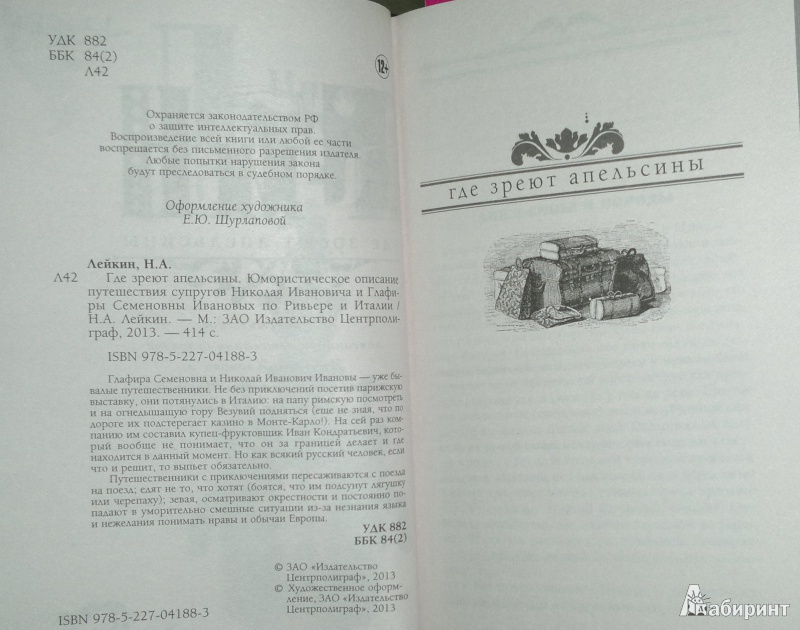 УДК 882
ББК 84(2)
Л42
12+
Охраняется законодательством РФ
о защите интеллектуальных прав.
Воспроизведение всей книги или любой ее части
воспрещается без письменного разрешения издателя.
Любые попытки нарушения закона
будут преследоваться в судебном порядке.
Оформление художника
Е.Ю. Шурлаповой
Лейкин, Н.А.
Л42 Где зреют апельсины. Юмористическое описание
путешествия супругов Николая Ивановича и Глафи-
ры Семеновны Ивановых по Ривьере и Италии /
Н.А. Лейкин. — М.: ЗАО Издательство Центрполи-
граф, 2013. — 414 с.
ISBN 978-5-227-04188-3
Глафира Семеновна и Николай Иванович Ивановы — уже бы-
валые путешественники. Не без приключений посетив парижскую
выставку, они потянулись в Италию: на папу римскую посмотреть
и на огнедышащую гору Везувий подняться (еще не зная, что по
дороге их подстерегает казино в Монте-Карло!). На сей раз ком-
панию им составил купец-фруктовщик Иван Кондратьевич, кото-
рый вообще не понимает, что он за границей делает и где
находится в данный момент. Но как всякий русский человек, если
что и решит, то выпьет обязательно.
Путешественники с приключениями пересаживаются с поезда
на поезд; едят не то, что хотят (боятся, что им подсунут лягушку
или черепаху); зевая, осматривают окрестности и постоянно по-
падают в уморительно смешные ситуации из-за незнания языка
и нежелания понимать нравы и обычаи Европы.
УДК 882
ББК 84(2)
© ЗАО «Издательство
Центрполиграф», 2013
© Художественное оформ-
ление, ЗАО «Издательство
Центрполиграф», 2013
ISBN 978-5-227-04188-3
где зреют апельсины
Лабиринт